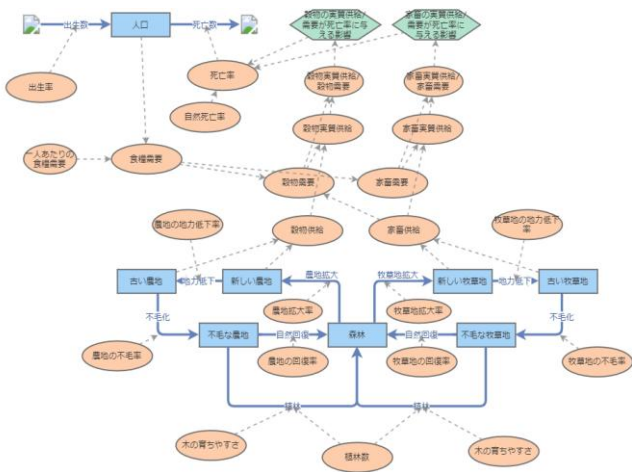 出生数
人口
死亡数
穀物の実質供給/
需要が死亡率に与
える影響
家畜の実質供給/
需要が死亡率に与
える影響
出生率
死亡率
穀物実質供給/
穀物需要
家畜実質供給/
家畜需要
自然死亡率
穀物実質供給
家畜実質供給
一人あたりの
食糧需要
食糧需要
穀物需要
家畜需要
農地の地力低下率
穀物供給
家畜供給
牧草地の地力低下
率
古い農地
地力低下
新しい農地
農地拡大
牧草地拡大
新しい牧草地
地力低下
古い牧草地
不毛化
農地拡大率
牧草地拡大率
不毛化
不毛な農地
自然回復
森林
自然回復
不毛な牧草地
農地の不毛率
農地の回復率
牧草地の回復率
牧草地の不毛率
植林
植林
木の育ちやすさ
植林数
木の育ちやすさ